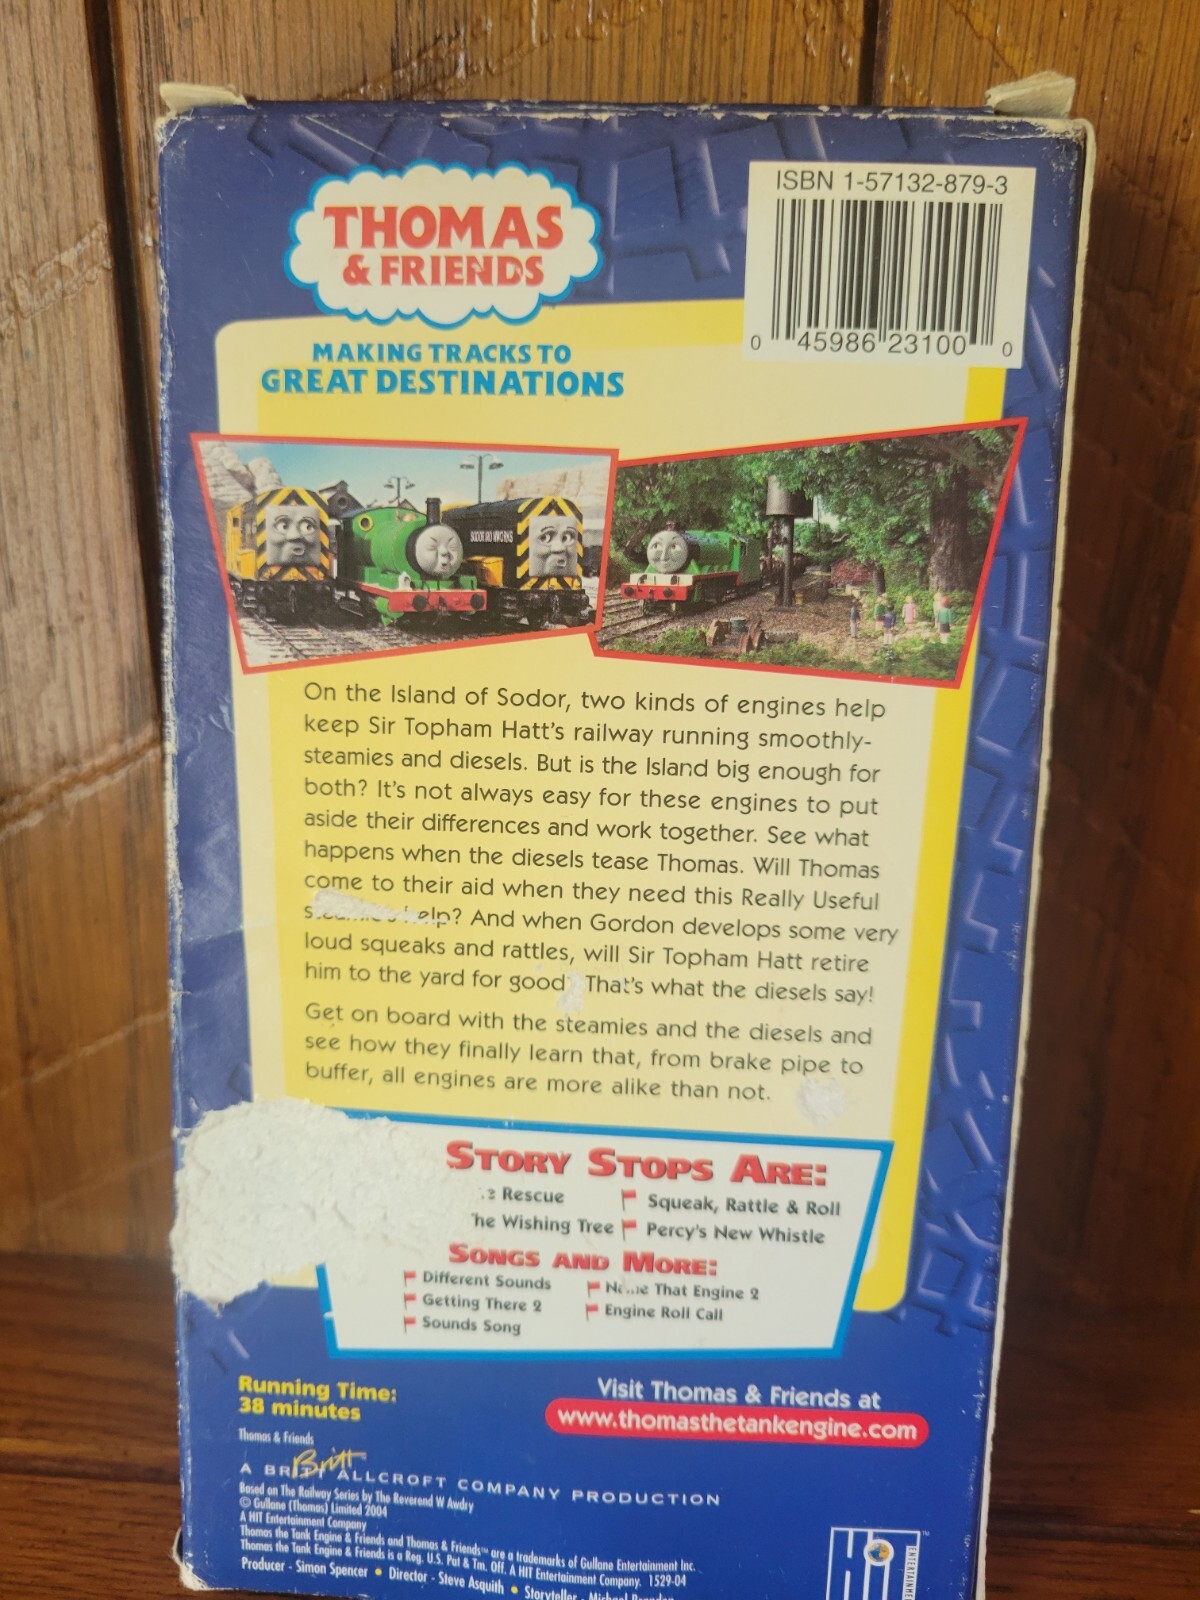 ISBN 1-57132-879-3
0 45986 23100 0
THOMAS
& FRIENDS
MAKING TRACKS TO
GREAT DESTINATIONS
On the Island of Sodor, two kinds of engines help
keep Sir Topham Hatt's railway running smoothly-
steamies and diesels. But is the Island big enough for
both? It's not always easy for these engines to put
aside their differences and work together. See what
happens when the diesels tease Thomas. Will Thomas
come to their aid when they need this Really Useful
help? And when Gordon develops some very
loud squeaks and rattles, will Sir Topham Hatt retire
him to the yard for good That's what the diesels say!
Get on board with the steamies and the diesels and
see how they finally learn that, from brake pipe to
buffer, all engines are more alike than not.
STORY STOPS ARE:
Rescue
Squeak, Rattle & Roll
he Wishing Tree
Percy's New Whistle
SONGS AND MORE:
Different Sounds
Name That Engine 2
Getting There 2
Engine Roll Call
Sounds Song
Running Time:
38 minutes
Visit Thomas & Friends at
www.thomasthetankengine.com
Thomas & Friends
A BRITT ALLCROFT COMPANY PRODUCTION
Britt
Based on The Railway Series by The Reverend W Awdry
© Gullane (Thomas) Limited 2004
A HIT Entertainment Company
Thomas the Tank Engine & Friends and Thomas & Friends™ are a trademarks of Gullane Entertainment Inc.
Thomas the Tank Engine & Friends is a Reg. U.S. Pat & Tm. Off. A HIT Entertainment Company. 1529-04
Producer - Simon Spencer • Director - Steve Asquith • Storyteller - Michael Brandon